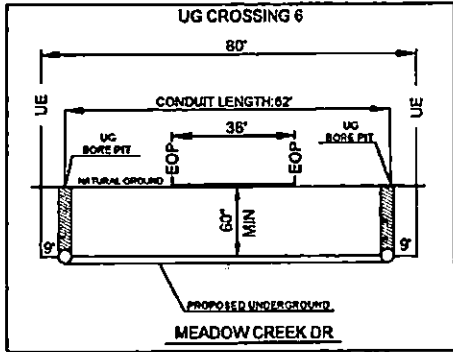 UG CROSSING 6
80'
UE
UE
CONDUIT LENGTH:62'
36'
UG
BORE PIT
UG
BORE PIT
EOP
EOP
NATURAL GROUND
60"
MIN
9'
9'
PROPOSED UNDERGROUND
MEADOW CREEK DR